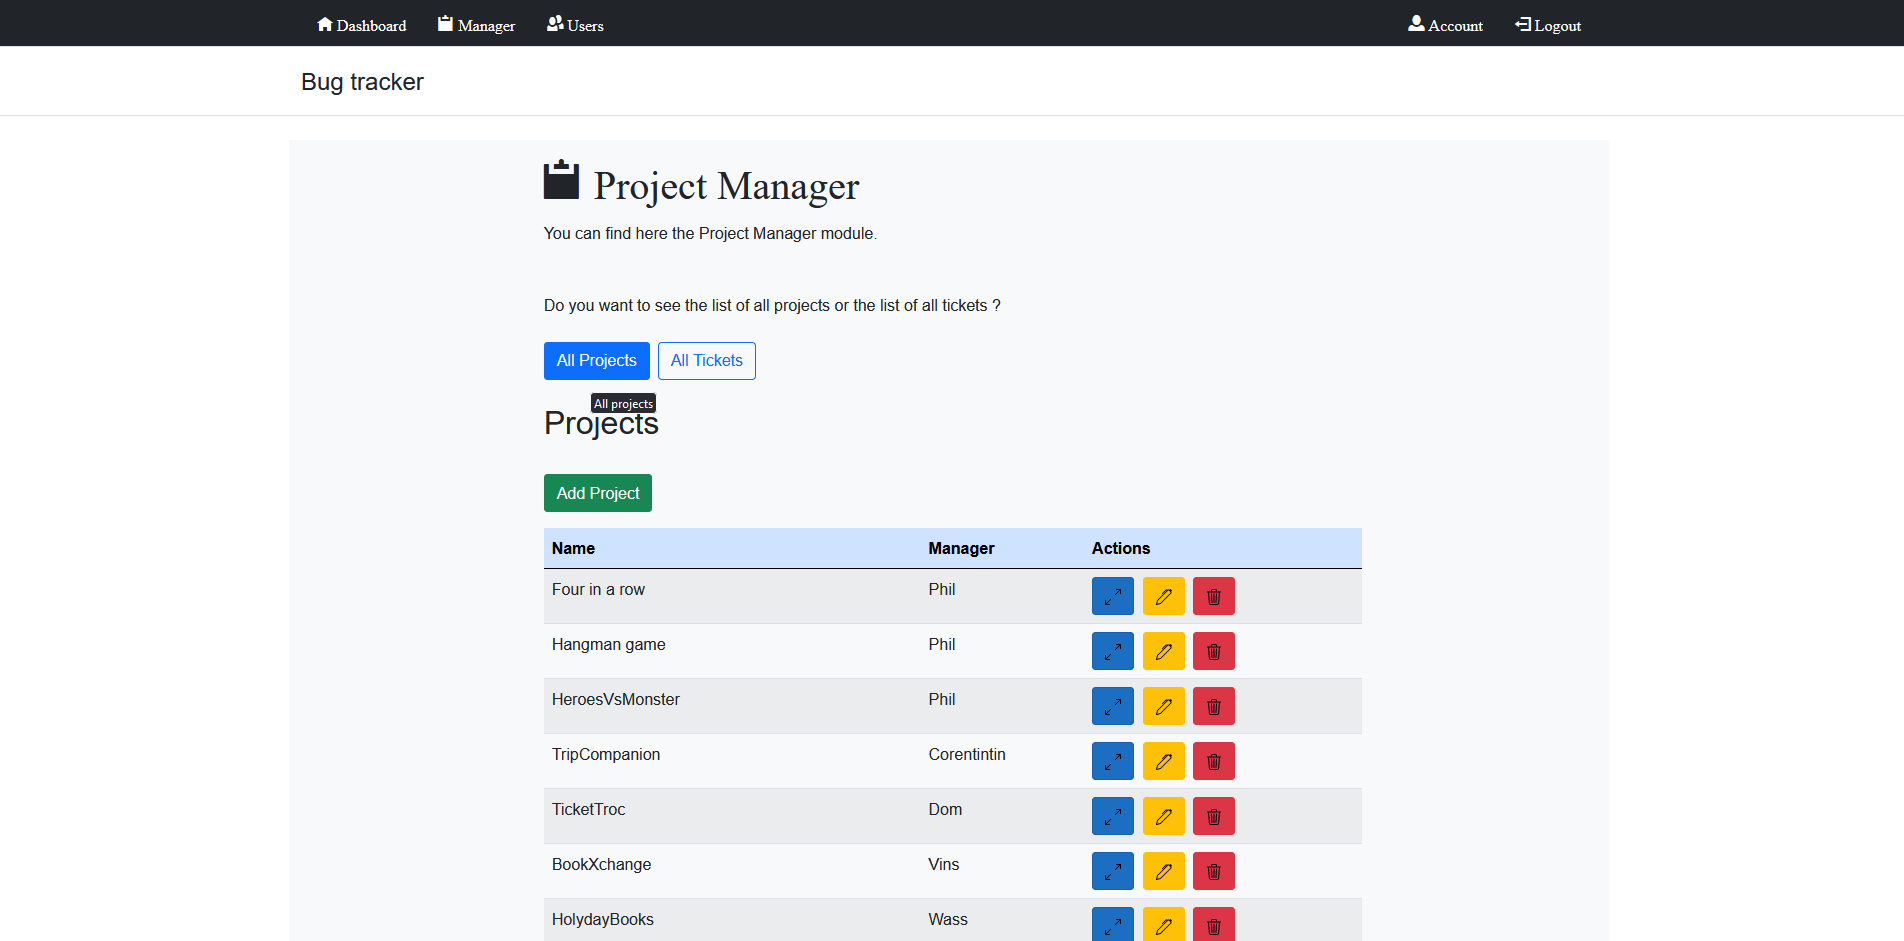 Dashboard Manager Users Account Logout
Bug tracker
Project Manager
You can find here the Project Manager module.
Do you want to see the list of all projects or the list of all tickets ?
All Projects All Tickets
All projects
Projects
Add Project
Name Manager Actions
Four in a row Phil
Hangman game Phil
HeroesVsMonster Phil
TripCompanion Corentintin
TicketTroc Dom
BookXchange Vins
HolydayBooks Wass